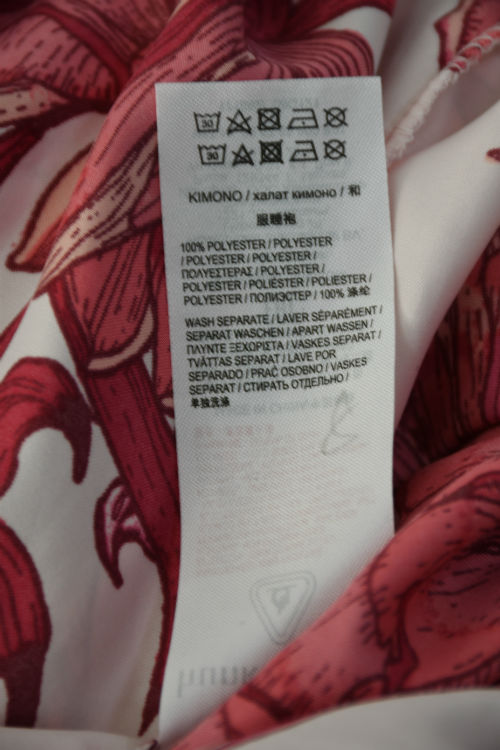 30
30
KIMONO / халат кимоно / 和
服睡袍
100% POLYESTER / POLYESTER
/ POLYESTER / POLYESTER /
ΠΟΛΥΕΣΤΕΡΑΣ / POLYESTER /
POLYESTER / POLIÉSTER / POLIESTER /
POLYESTER / ПОЛИЭСТЕР / 100% 涤纶
WASH SEPARATE / LAVER SÉPARÉMENT /
SEPARAT WASCHEN / APART WASSEN /
ΠΛΥΝΤΕ ΞΕΧΩΡΙΣΤΑ / VASKES SEPARAT /
TVÄTTAS SEPARAT / LAVE POR
SEPARADO / PRAĆ OSOBNO / VASKES
SEPARAT / СТИРАТЬ ОТДЕЛЬНО /
单独洗涤